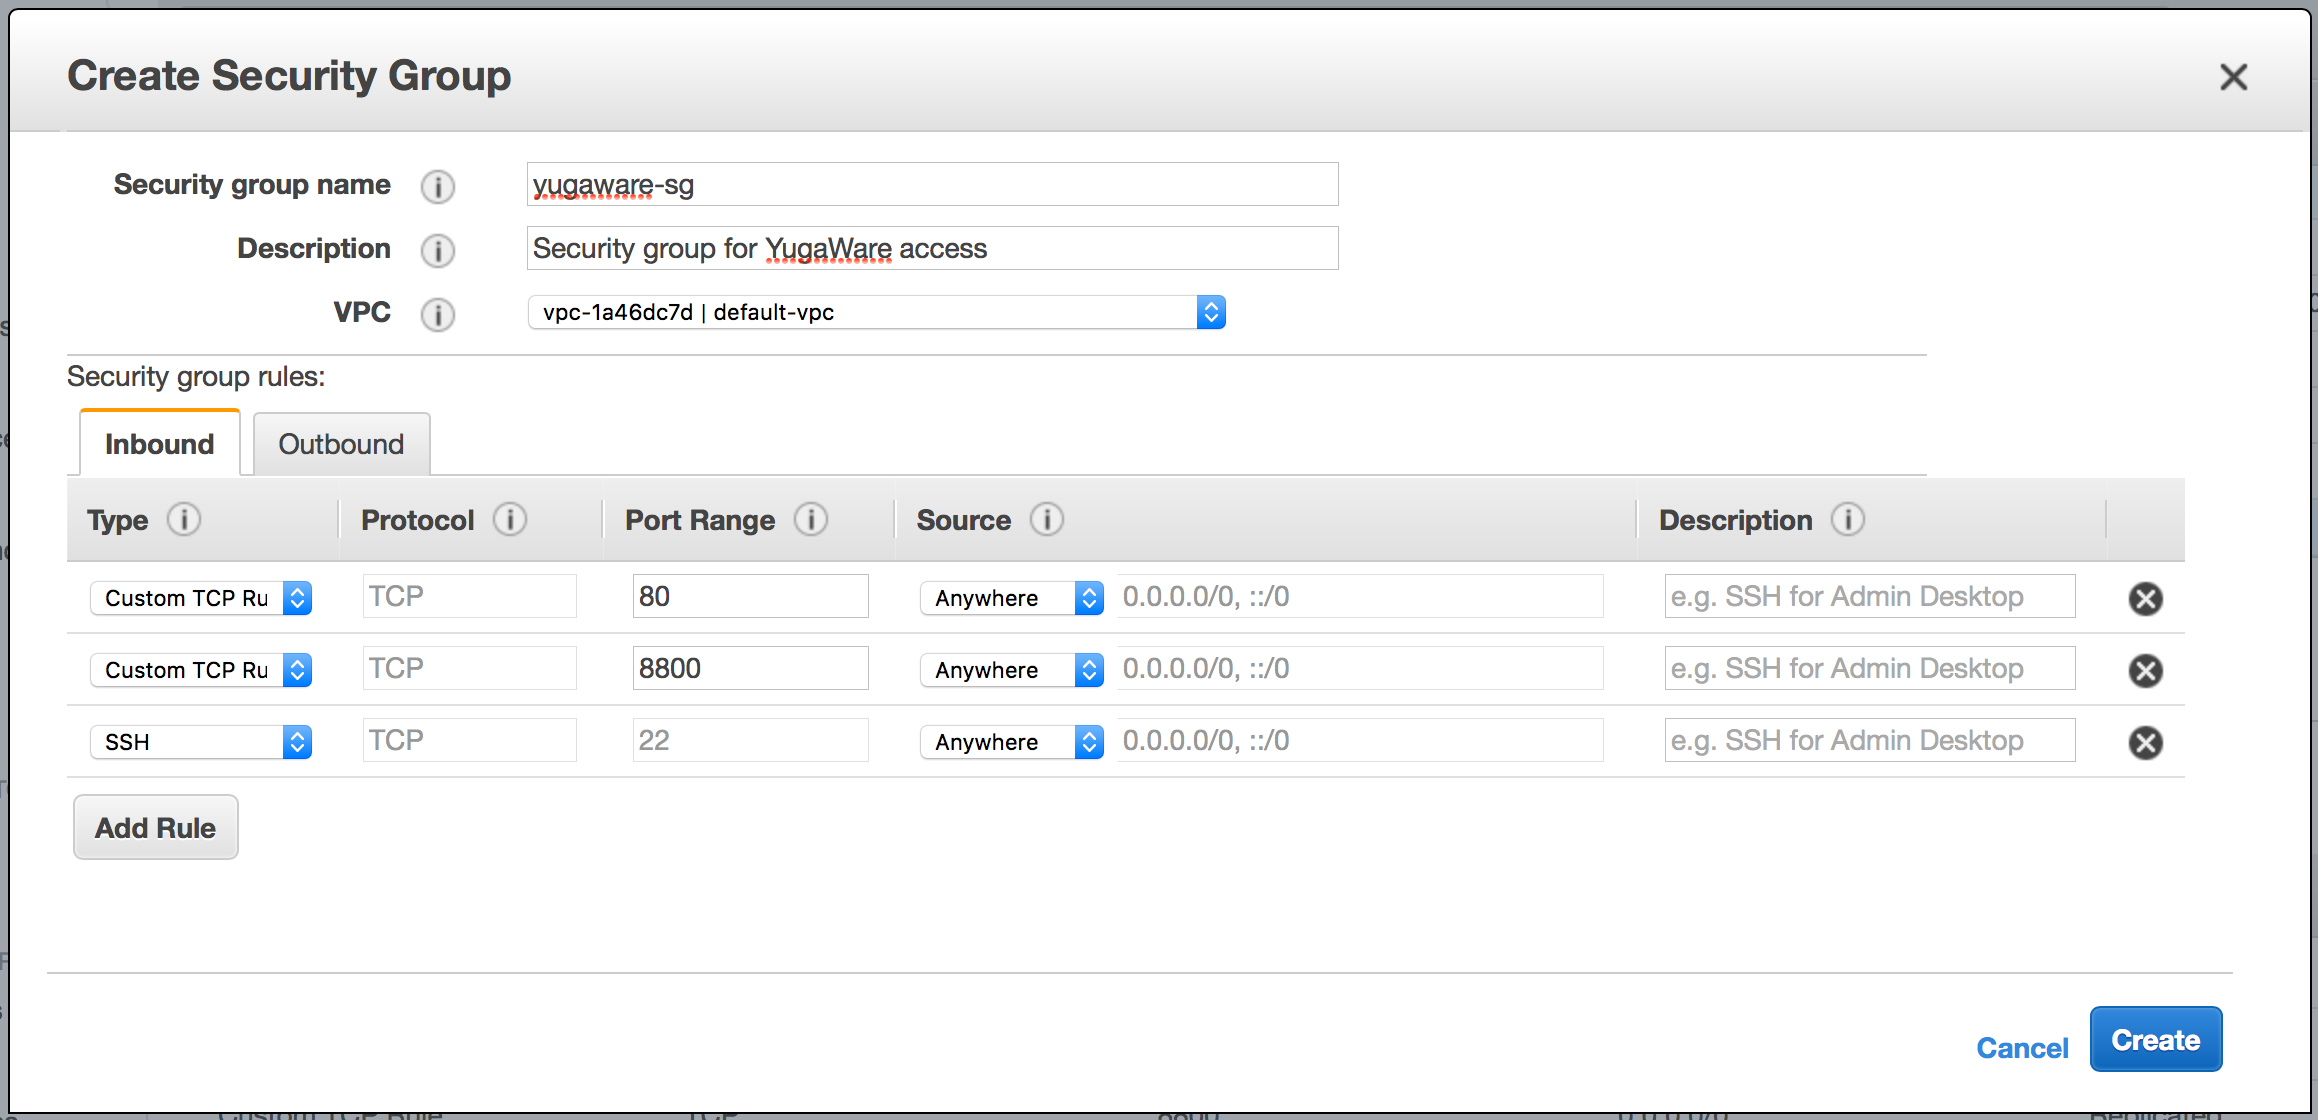 Create Security Group
Security group name yugaware-sg
Description Security group for YugaWare access
VPC vpc-1a46dc7d | default-vpc
Security group rules:
Inbound Outbound
Type Protocol Port Range Source Description
Custom TCP Ru TCP 80 Anywhere 0.0.0.0/0, ::/0 e.g. SSH for Admin Desktop
Custom TCP Ru TCP 8800 Anywhere 0.0.0.0/0, ::/0 e.g. SSH for Admin Desktop
SSH TCP 22 Anywhere 0.0.0.0/0, ::/0 e.g. SSH for Admin Desktop
Add Rule
Cancel Create